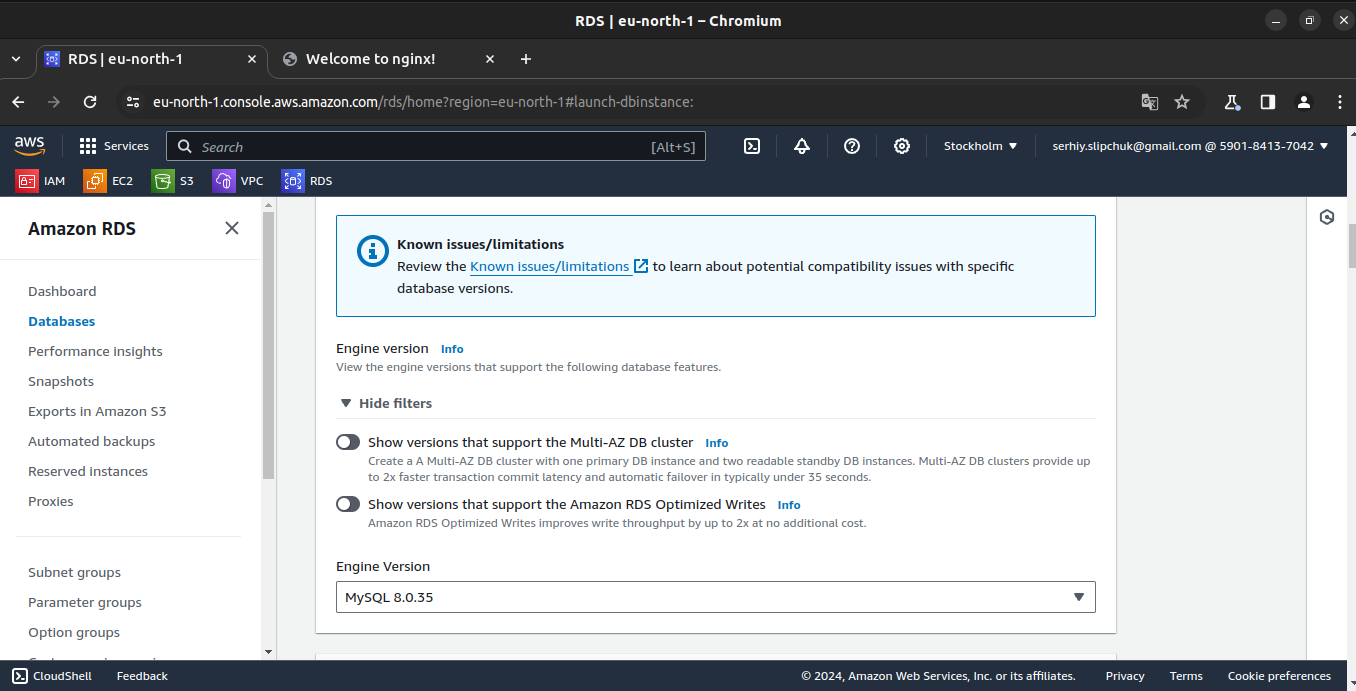 RDS | eu-north-1 – Chromium
RDS | eu-north-1
Welcome to nginx!
eu-north-1.console.aws.amazon.com/rds/home?region=eu-north-1#launch-dbinstance:
aws
Services
Search
[Alt+S]
Stockholm
serhiy.slipchuk@gmail.com @ 5901-8413-7042
IAM
EC2
S3
VPC
RDS
Amazon RDS
Dashboard
Databases
Performance insights
Snapshots
Exports in Amazon S3
Automated backups
Reserved instances
Proxies
Subnet groups
Parameter groups
Option groups
Known issues/limitations
Review the Known issues/limitations to learn about potential compatibility issues with specific
database versions.
Engine version Info
View the engine versions that support the following database features.
Hide filters
Show versions that support the Multi-AZ DB cluster Info
Create a A Multi-AZ DB cluster with one primary DB instance and two readable standby DB instances. Multi-AZ DB clusters provide up
to 2x faster transaction commit latency and automatic failover in typically under 35 seconds.
Show versions that support the Amazon RDS Optimized Writes Info
Amazon RDS Optimized Writes improves write throughput by up to 2x at no additional cost.
Engine Version
MySQL 8.0.35
CloudShell
Feedback
© 2024, Amazon Web Services, Inc. or its affiliates.
Privacy
Terms
Cookie preferences